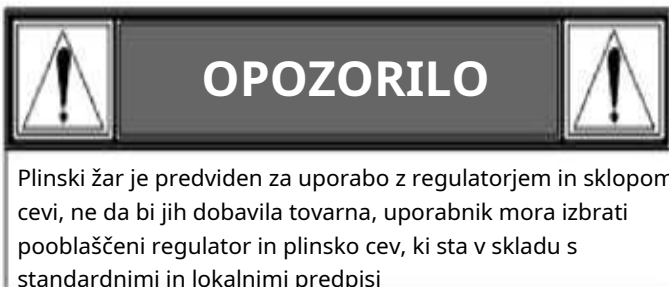 OPOZORILO
Plinski žar je predviden za uporabo z regulatorjem in sklopom
cevi, ne da bi jih dobavila tovarna, uporabnik mora izbrati
pooblaščeni regulator in plinsko cev, ki sta v skladu s
standardnimi in lokalnimi predpisi